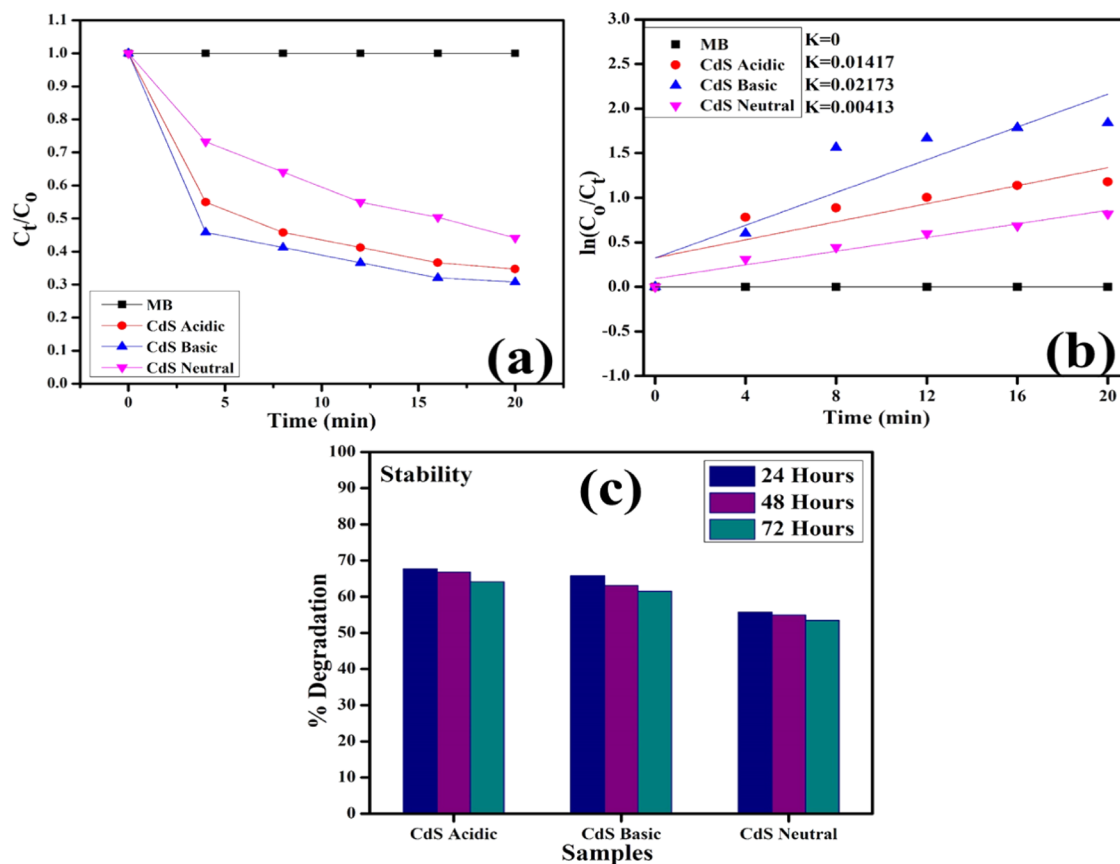 1.1
1.0
0.9
0.8
0.7
0.6
0.5
0.4
0.3
0.2
0.1
0.0
Ct/Co
MB
CdS Acidic
CdS Basic
CdS Neutral
(a)
0 5 10 15 20
Time (min)
3.0
2.5
2.0
1.5
1.0
0.5
0.0
-0.5
-1.0
ln(Co/Ct)
MB K=0
CdS Acidic K=0.01417
CdS Basic K=0.02173
CdS Neutral K=0.00413
(b)
0 4 8 12 16 20
Time (min)
100
90
80
70
60
50
40
30
20
10
0
% Degradation
Stability
(c)
24 Hours
48 Hours
72 Hours
CdS Acidic CdS Basic CdS Neutral
Samples